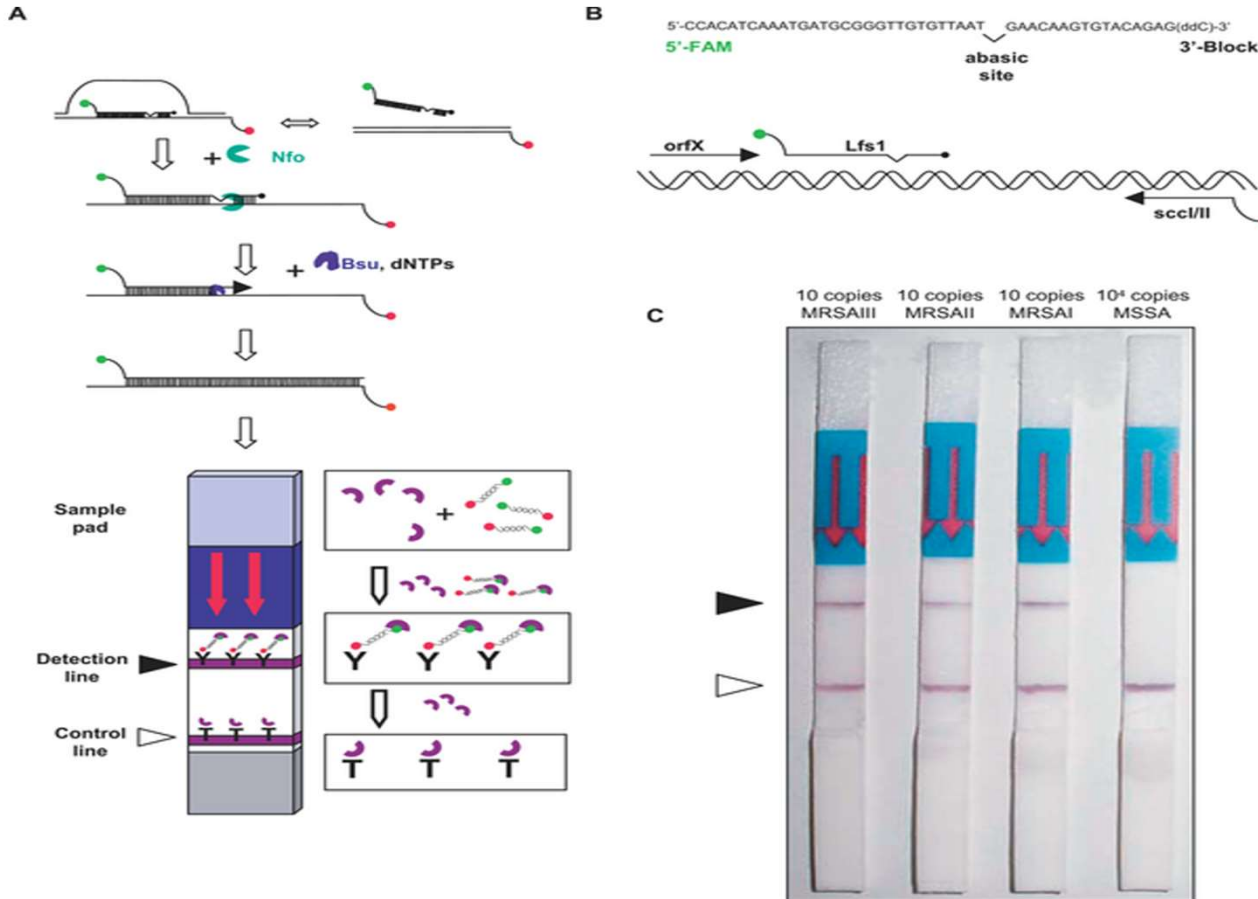 A
+ Nfo
+ Bsu, dNTPs
Sample
pad
+
Detection
line
Y Y Y
Y Y Y
Control
line
T T T
T T T
B
5'-CCACATCAAATGATGCGGGTTGTGTTAAT GAACAAGTGTACAGAG(ddC)-3'
5'-FAM
3'-Block
abasic
site
orfX
Lfs1
sccI/II
C
10 copies
MRSAIII
10 copies
MRSAII
10 copies
MRSAI
10⁴ copies
MSSA